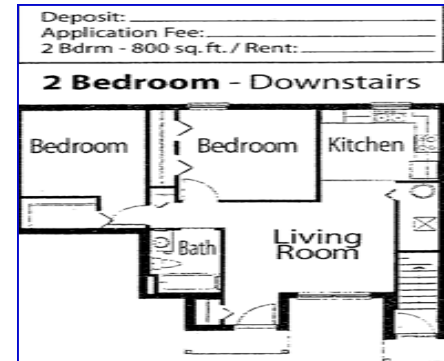 Deposit:
Application Fee:
2 Bdrm - 800 sq. ft. / Rent:
2 Bedroom - Downstairs
Bedroom
Bedroom
Kitchen
Bath
Living
Room